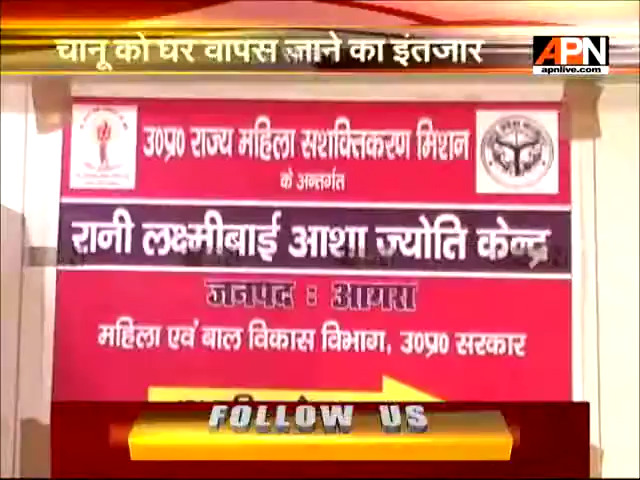 चानू को घर वापस जाने का इंतजार
APN
apnlive.com
उ0प्र0 राज्य महिला सशक्तिकरण मिशन
के अन्तर्गत
रानी लक्ष्मीबाई आशा ज्योति केन्द्र
जनपद : आगरा
महिला एवं बाल विकास विभाग, उ0प्र0 सरकार
FOLLOW US